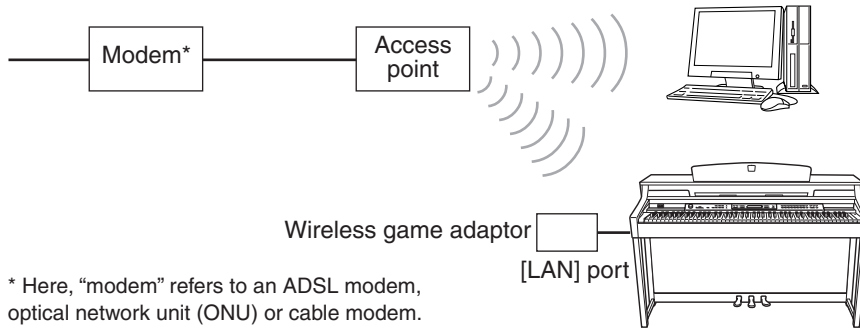 Modem*
Access
point
Wireless game adaptor
[LAN] port
* Here, “modem” refers to an ADSL modem,
optical network unit (ONU) or cable modem.